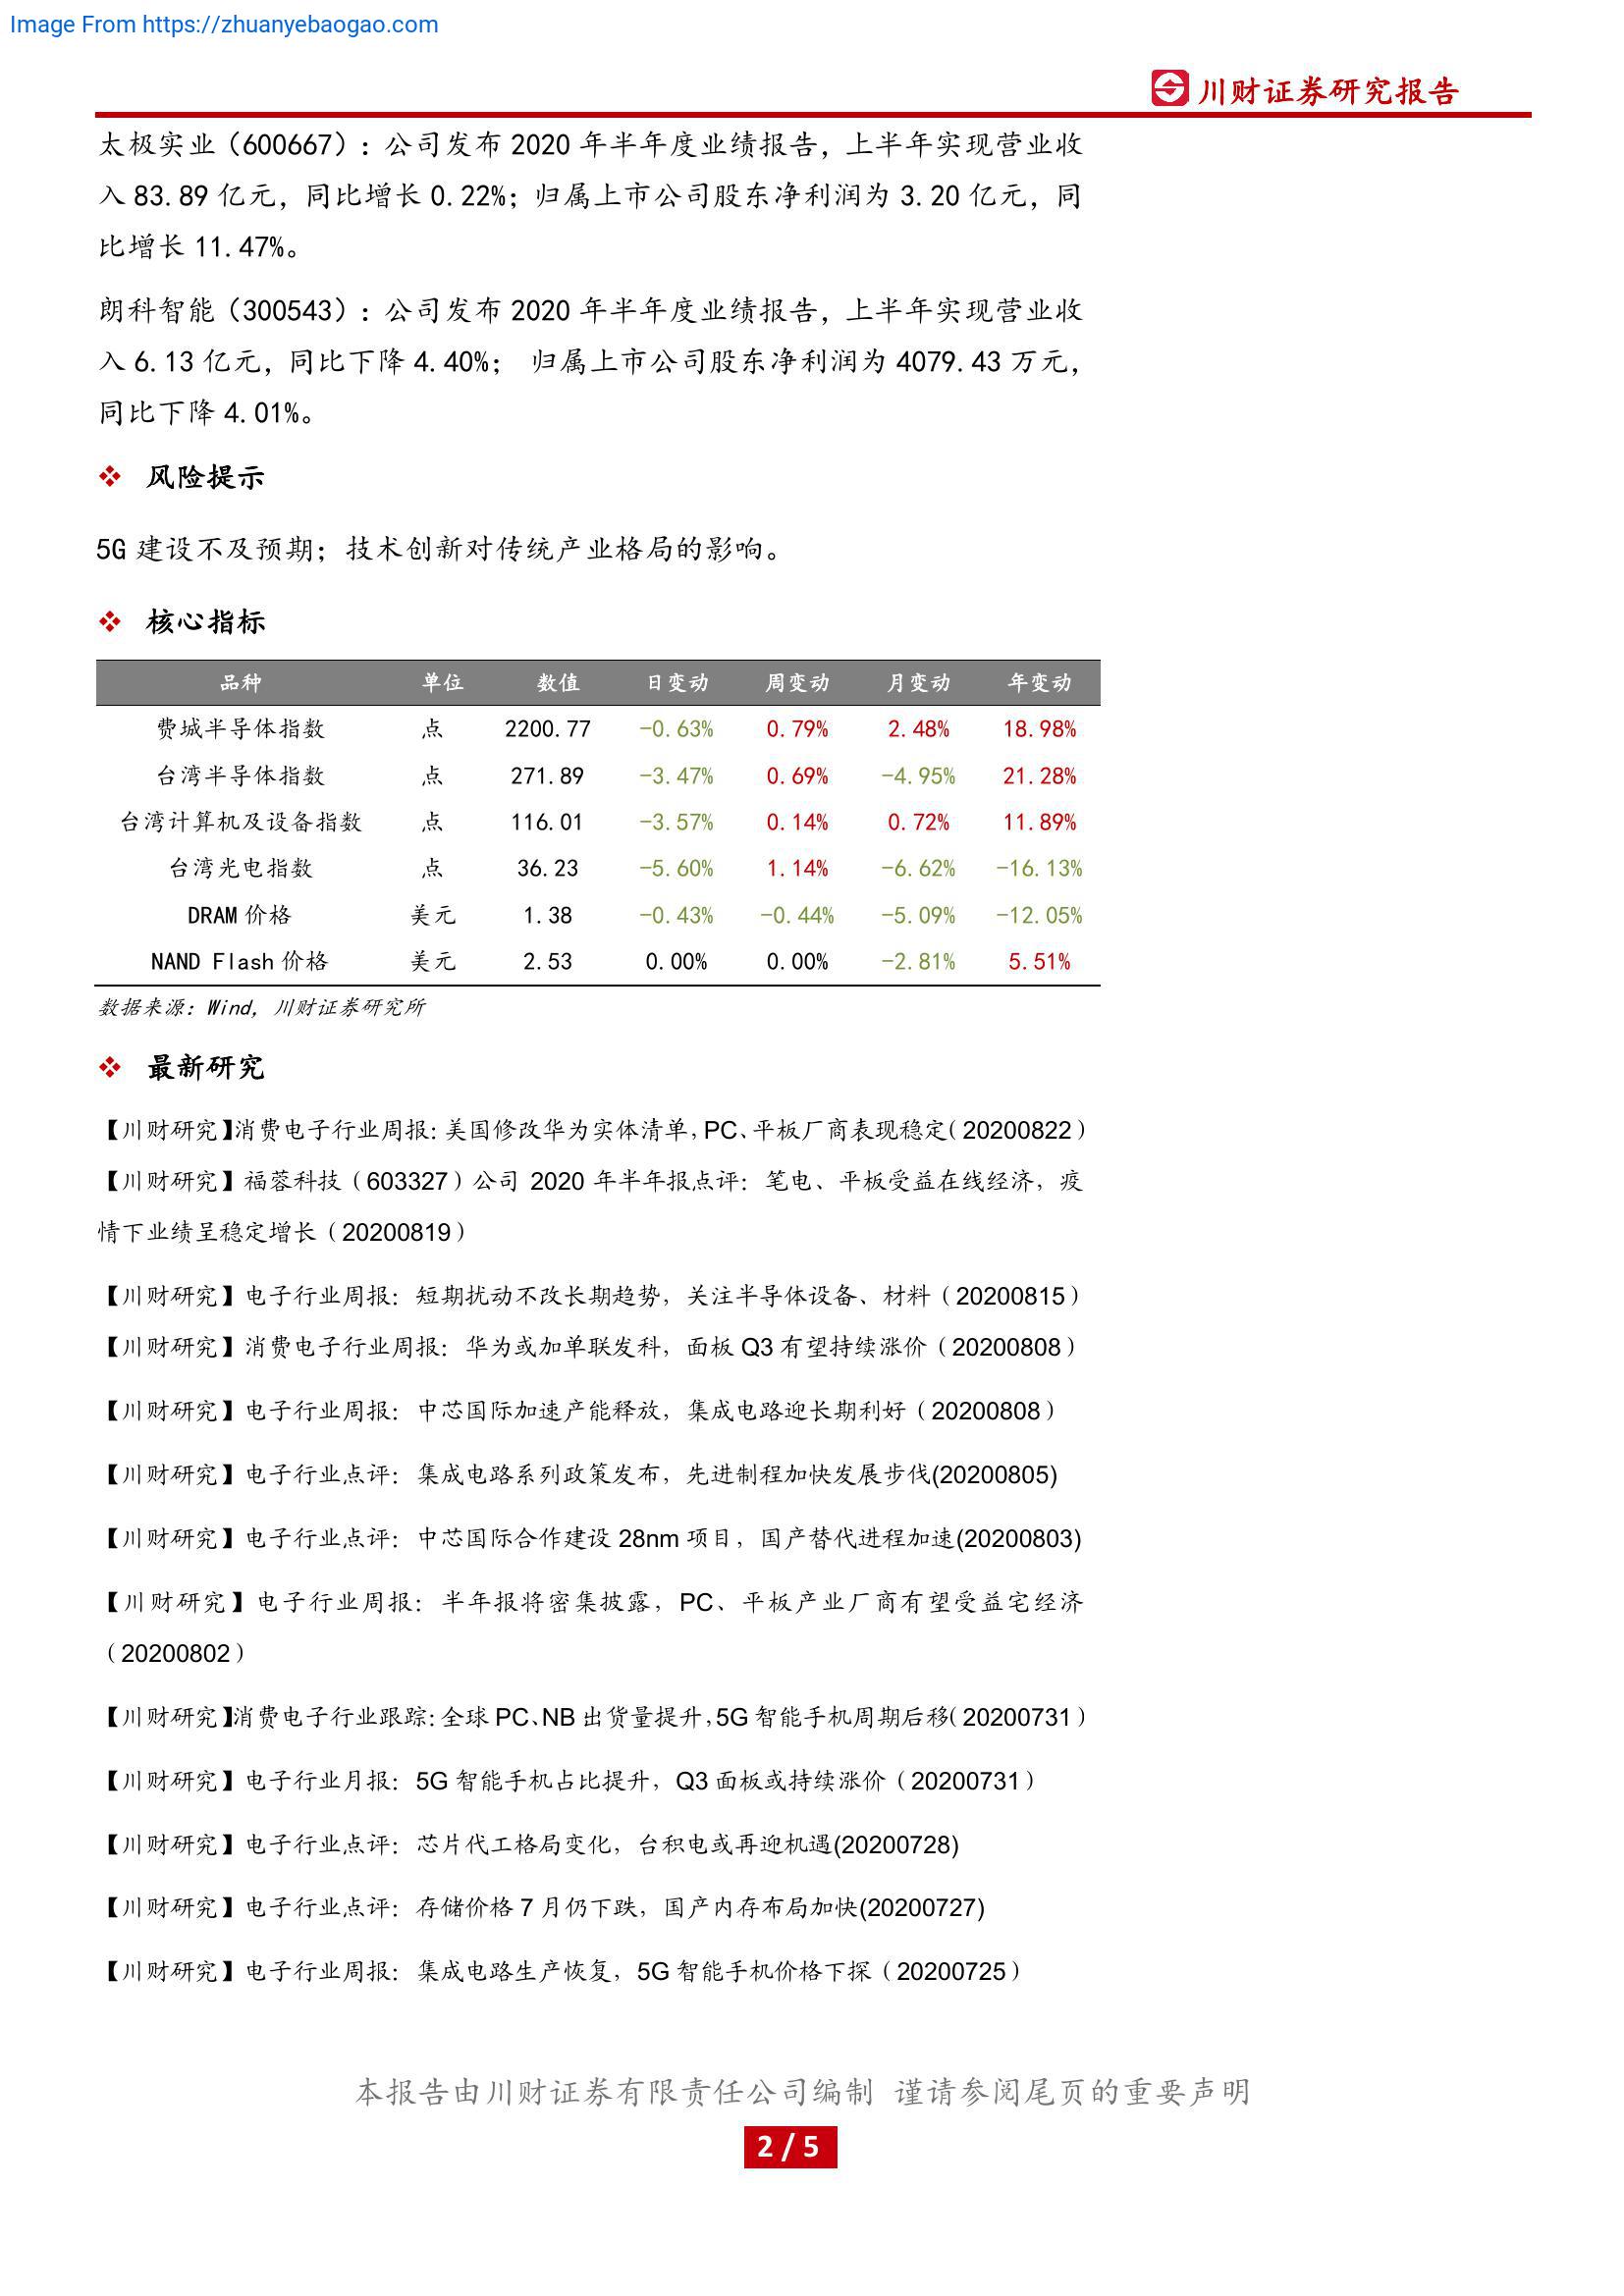 Image From https://zhuanyebaogao.com
川财证券研究报告
太极实业（600667）：公司发布 2020 年半年度业绩报告，上半年实现营业收
入 83.89 亿元，同比增长 0.22%；归属上市公司股东净利润为 3.20 亿元，同
比增长 11.47%。
朗科智能（300543）：公司发布 2020 年半年度业绩报告，上半年实现营业收
入 6.13 亿元，同比下降 4.40%； 归属上市公司股东净利润为 4079.43 万元，
同比下降 4.01%。
❖ 风险提示
5G 建设不及预期；技术创新对传统产业格局的影响。
❖ 核心指标
品种 单位 数值 日变动 周变动 月变动 年变动
费城半导体指数 点 2200.77 -0.63% 0.79% 2.48% 18.98%
台湾半导体指数 点 271.89 -3.47% 0.69% -4.95% 21.28%
台湾计算机及设备指数 点 116.01 -3.57% 0.14% 0.72% 11.89%
台湾光电指数 点 36.23 -5.60% 1.14% -6.62% -16.13%
DRAM 价格 美元 1.38 -0.43% -0.44% -5.09% -12.05%
NAND Flash 价格 美元 2.53 0.00% 0.00% -2.81% 5.51%
数据来源：Wind，川财证券研究所
❖ 最新研究
【川财研究】消费电子行业周报：美国修改华为实体清单，PC、平板厂商表现稳定（20200822）
【川财研究】福蓉科技（603327）公司 2020 年半年报点评：笔电、平板受益在线经济，疫
情下业绩呈稳定增长（20200819）
【川财研究】电子行业周报：短期扰动不改长期趋势，关注半导体设备、材料（20200815）
【川财研究】消费电子行业周报：华为或加单联发科，面板 Q3 有望持续涨价（20200808）
【川财研究】电子行业周报：中芯国际加速产能释放，集成电路迎长期利好（20200808）
【川财研究】电子行业点评：集成电路系列政策发布，先进制程加快发展步伐(20200805)
【川财研究】电子行业点评：中芯国际合作建设 28nm 项目，国产替代进程加速(20200803)
【川财研究】电子行业周报：半年报将密集披露，PC、平板产业厂商有望受益宅经济
（20200802）
【川财研究】消费电子行业跟踪：全球 PC、NB 出货量提升，5G 智能手机周期后移（20200731）
【川财研究】电子行业月报：5G 智能手机占比提升，Q3 面板或持续涨价（20200731）
【川财研究】电子行业点评：芯片代工格局变化，台积电或再迎机遇(20200728)
【川财研究】电子行业点评：存储价格 7 月仍下跌，国产内存布局加快(20200727)
【川财研究】电子行业周报：集成电路生产恢复，5G 智能手机价格下探（20200725）
本报告由川财证券有限责任公司编制 谨请参阅尾页的重要声明
2 / 5